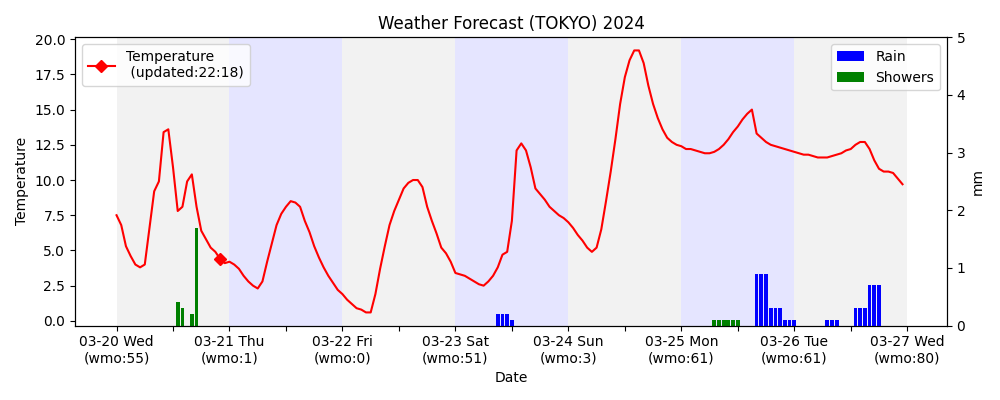 Weather Forecast (TOKYO) 2024
Temperature
(updated:22:18)
Rain
Showers
Temperature
20.0
17.5
15.0
12.5
10.0
7.5
5.0
2.5
0.0
5
4
3
2
1
0
mm
03-20 Wed
(wmo:55)
03-21 Thu
(wmo:1)
03-22 Fri
(wmo:0)
03-23 Sat
(wmo:51)
03-24 Sun
(wmo:3)
03-25 Mon
(wmo:61)
03-26 Tue
(wmo:61)
03-27 Wed
(wmo:80)
Date